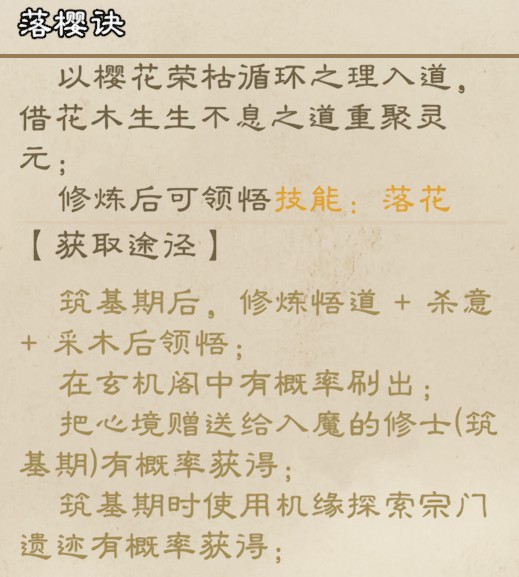 落樱诀
以樱花荣枯循环之理入道，
借花木生生不息之道重聚灵
元；
修炼后可领悟技能：落花
【获取途径】
筑基期后，修炼悟道 + 杀意
+ 采木后领悟；
在玄机阁中有概率刷出；
把心境赠送给入魔的修士(筑
基期)有概率获得；
筑基期时使用机缘探索宗门
遗迹有概率获得；